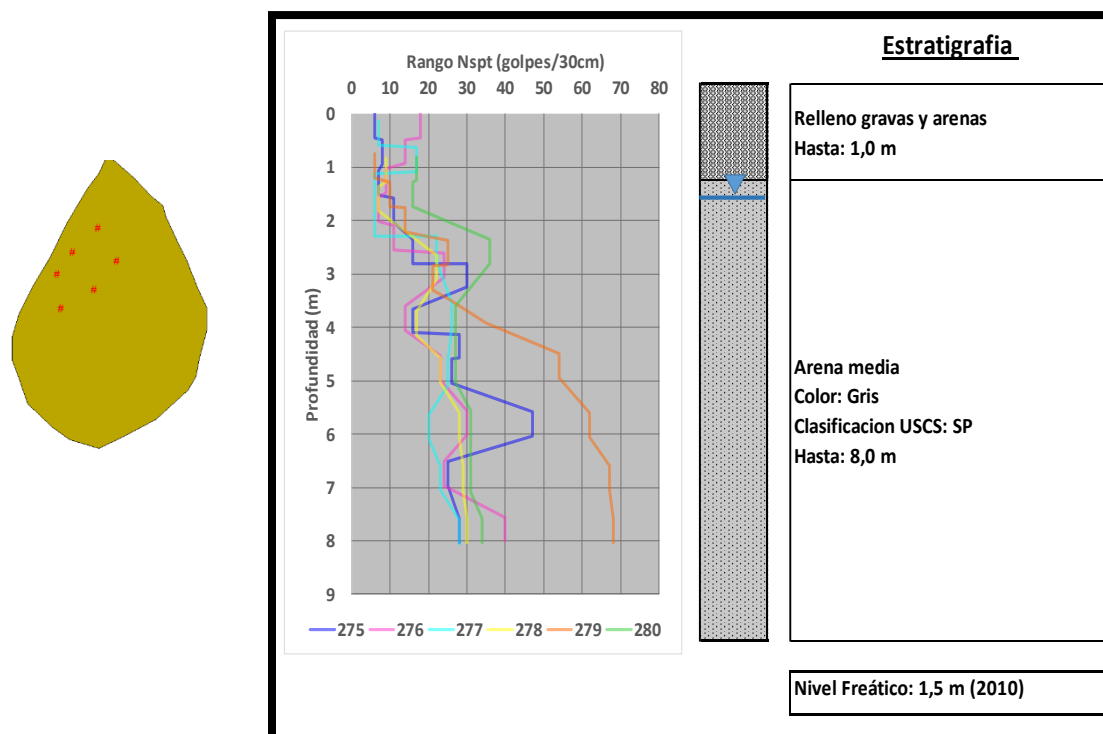 Estratigrafia
Rango Nspt (golpes/30cm)
0 10 20 30 40 50 60 70 80
Profundidad (m)
0
1
2
3
4
5
6
7
8
9
275 276 277 278 279 280
Relleno gravas y arenas
Hasta: 1,0 m
Arena media
Color: Gris
Clasificacion USCS: SP
Hasta: 8,0 m
Nivel Freático: 1,5 m (2010)
#
#
#
#
#
#